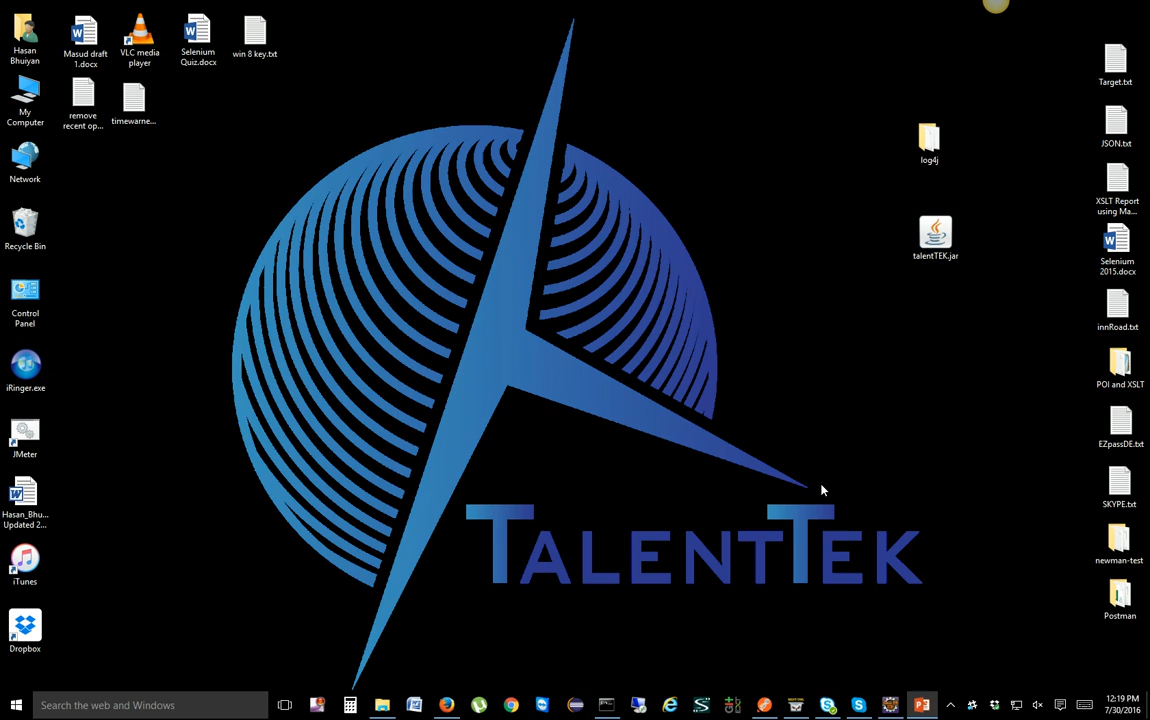 Hasan
Bhuiyan
Masud draft
1.docx
VLC media
player
Selenium
Quiz.docx
win 8 key.txt
My
Computer
remove
recent op...
timewarne...
Network
Recycle Bin
Control
Panel
iRinger.exe
JMeter
Hasan_Bhu...
Updated 2...
iTunes
Dropbox
log4j
talentTEK.jar
Target.txt
JSON.txt
XSLT Report
using Ma...
Selenium
2015.docx
innRoad.txt
POI and XSLT
EZpassDE.txt
SKYPE.txt
newman-test
Postman
TALENTTEK
Search the web and Windows
12:19 PM
7/30/2016